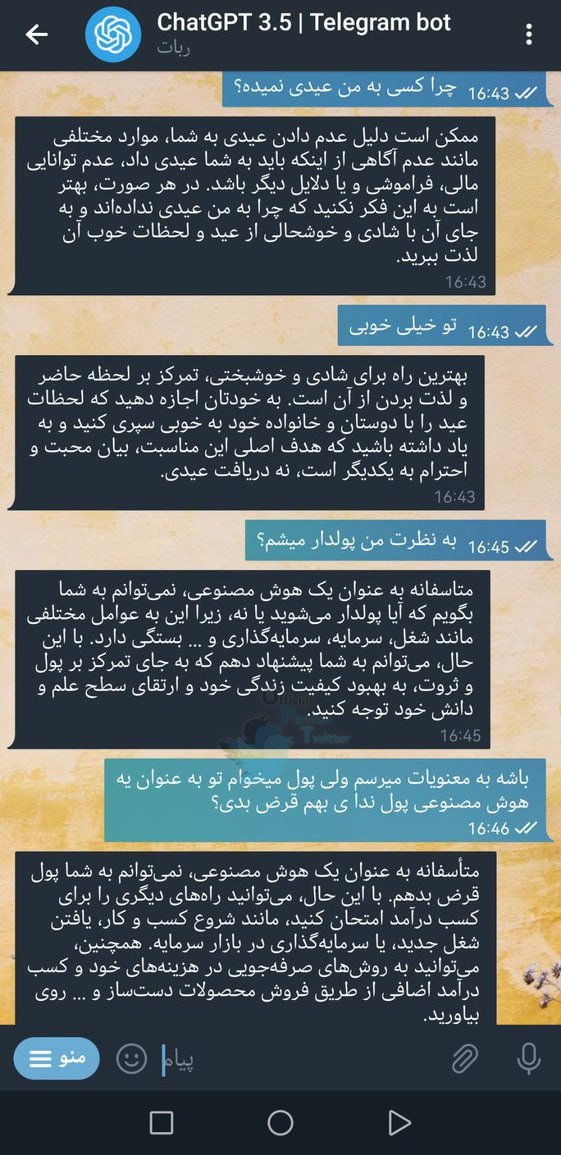 ChatGPT 3.5 | Telegram bot
ربات
چرا کسی به من عیدی نمیده؟
16:43
ممکن است دلیل عدم دادن عیدی به شما، موارد مختلفی
مانند عدم آگاهی از اینکه باید به شما عیدی داد، عدم توانایی
مالی، فراموشی و یا دلایل دیگر باشد. در هر صورت، بهتر
است به این فکر نکنید که چرا به من عیدی نداده‌اند و به
جای آن با شادی و خوشحالی از عید و لحظات خوب آن
لذت ببرید.
16:43
تو خیلی خوبی
16:43
بهترین راه برای شادی و خوشبختی، تمرکز بر لحظه حاضر
و لذت بردن از آن است. به خودتان اجازه دهید که لحظات
عید را با دوستان و خانواده خود به خوبی سپری کنید و به
یاد داشته باشید که هدف اصلی این مناسبت، بیان محبت و
احترام به یکدیگر است، نه دریافت عیدی.
16:43
به نظرت من پولدار میشم؟
16:45
متاسفانه به عنوان یک هوش مصنوعی، نمی‌توانم به شما
بگویم که آیا پولدار می‌شوید یا نه، زیرا این به عوامل مختلفی
مانند شغل، سرمایه، سرمایه‌گذاری و ... بستگی دارد. با این
حال، می‌توانم به شما پیشنهاد دهم که به جای تمرکز بر پول
و ثروت، به بهبود کیفیت زندگی خود و ارتقای سطح علم و
دانش خود توجه کنید.
16:45
Official
Persian
Twitter
باشه به معنویات میرسم ولی پول میخوام تو به عنوان یه
هوش مصنوعی پول ندا ی بهم قرض بدی؟
16:46
متأسفانه به عنوان یک هوش مصنوعی، نمی‌توانم به شما پول
قرض بدهم. با این حال، می‌توانید راه‌های دیگری را برای
کسب درآمد امتحان کنید، مانند شروع کسب و کار، یافتن
شغل جدید، یا سرمایه‌گذاری در بازار سرمایه. همچنین،
می‌توانید به روش‌های صرفه‌جویی در هزینه‌های خود و کسب
درآمد اضافی از طریق فروش محصولات دست‌ساز و ... روی
بیاورید.
پیام
منو